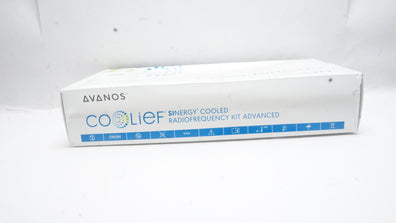 AVANOS
COOLIEF SINERGY COOLED
RADIOFREQUENCY KIT ADVANCED